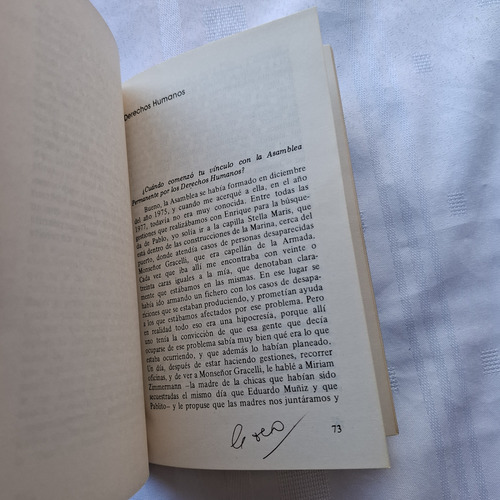 Derechos Humanos
¿Cuándo comenzó tu vínculo con la Asamblea
Permanente por los Derechos Humanos?
Bueno, la Asamblea se había formado en diciembre
del año 1975, y cuando me acerqué a ella, en el año
1977, todavía no era muy conocida. Entre todas las
gestiones que realizábamos con Enrique para la búsque-
da de Pablo, yo solía ir a la capilla Stella Maris, que
esta dentro de las construcciones de la Marina, cerca del
puerto, donde atendía casos de personas desaparecidas
Monseñor Gracelli, que era capellán de la Armada.
Cada vez que iba allí me encontraba con veinte o
treinta caras iguales a la mía, que denotaban clara-
mente que estábamos en las mismas. En ese lugar se
había ido armando un fichero con los casos de desapa-
riciones que se estaban produciendo, y prometían ayuda
a los que estábamos afectados por ese problema. Pero
en realidad todo eso era una hipocresía, porque allí
uno tenía la convicción de que esa gente que decía
ocuparse de ese problema sabía muy bien qué era lo que
estaba ocurriendo, y que además lo habían planeado.
Un día, después de estar haciendo gestiones, recorrer
oficinas, y de ver a Monseñor Gracelli, le hablé a Miriam
Zimmermann —la madre de la chicas que habían sido
secuestradas el mismo día que Eduardo Muñiz y que
Pablito— y le propuse que las madres nos juntáramos y
73